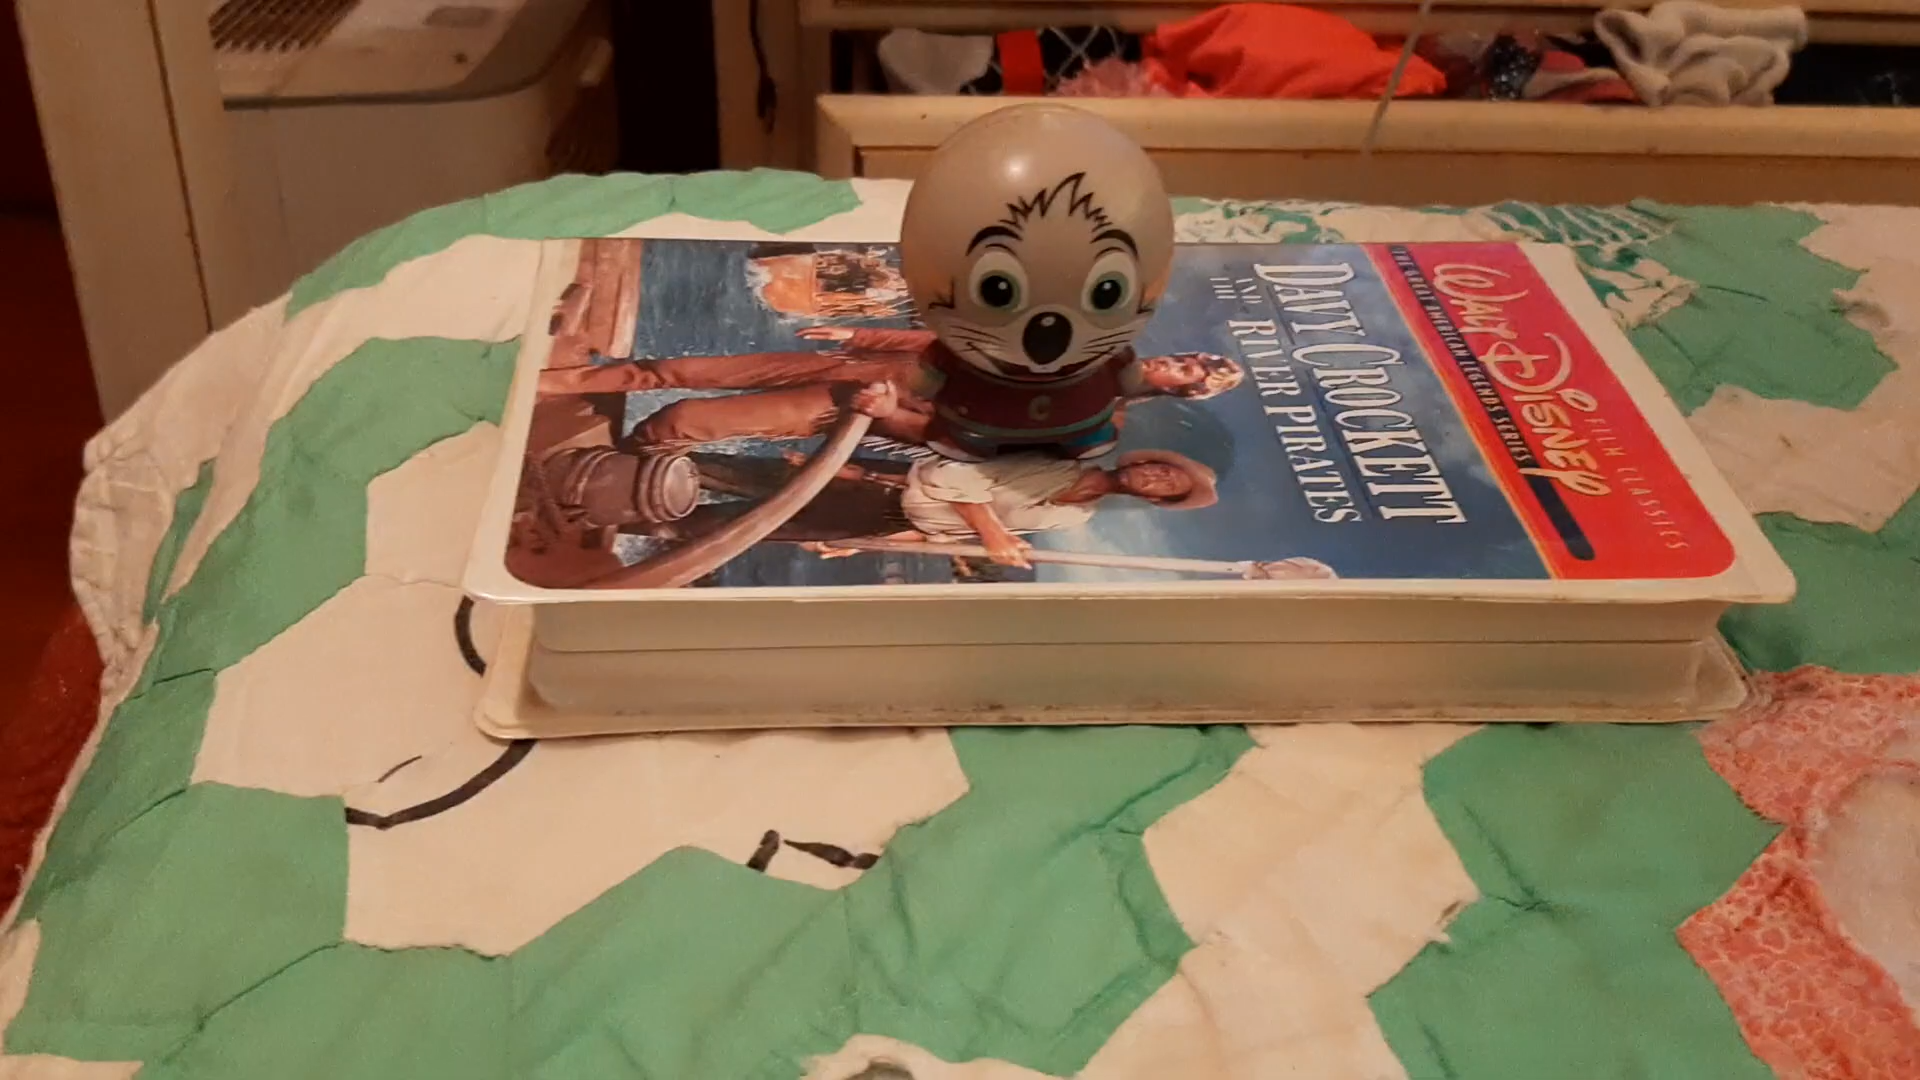 WALT DISNEY
FILM CLASSICS
THE GREAT AMERICAN LEGENDS SERIES
DAVY CROCKETT
AND
THE
RIVER PIRATES
C